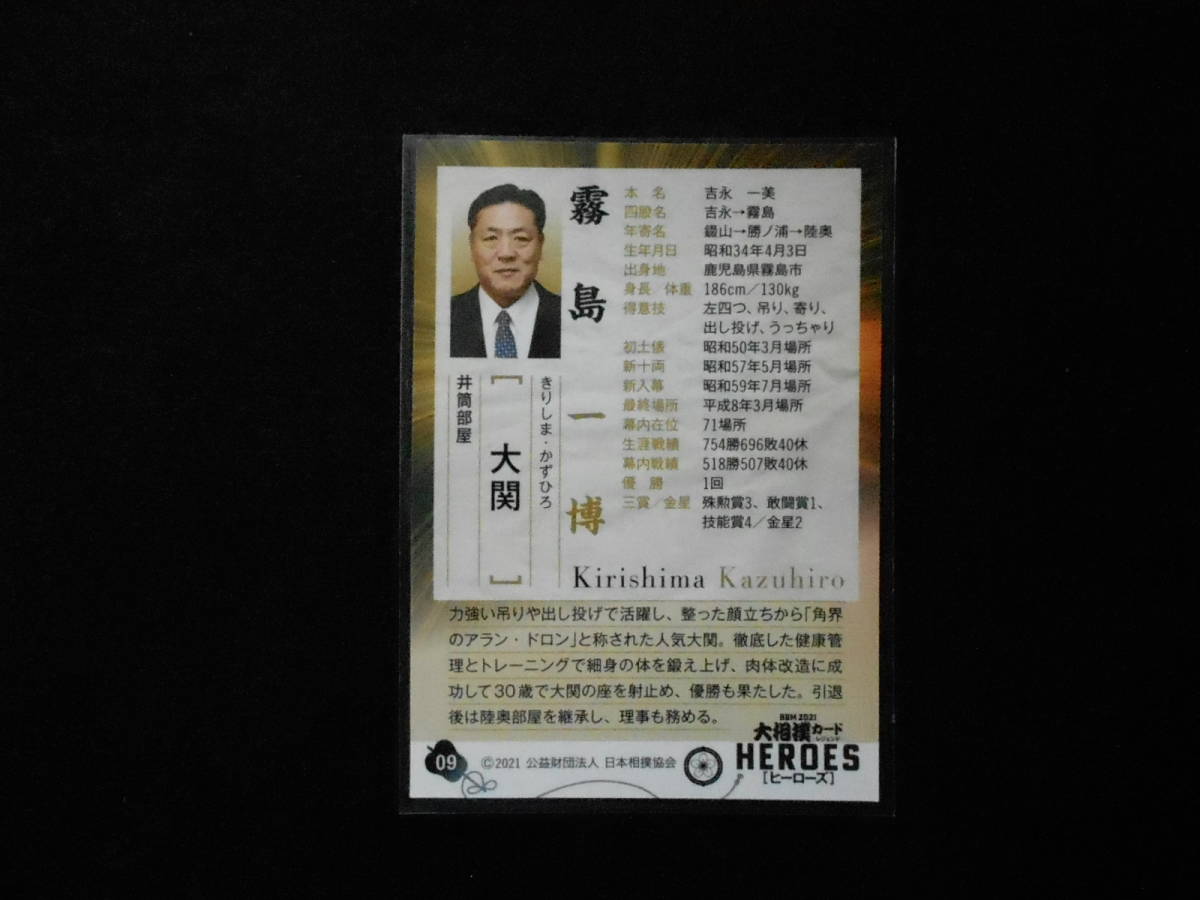 霧島一博
きりしま・かずひろ
[大関]
井筒部屋
本 名 吉永 一美
四股名 吉永→霧島
年寄名 錣山→勝ノ浦→陸奥
生年月日 昭和34年4月3日
出身地 鹿児島県霧島市
身長／体重 186cm／130kg
得意技 左四つ、吊り、寄り、
出し投げ、うっちゃり
初土俵 昭和50年3月場所
新十両 昭和57年5月場所
新入幕 昭和59年7月場所
最終場所 平成8年3月場所
幕内在位 71場所
生涯戦績 754勝696敗40休
幕内戦績 518勝507敗40休
優 勝 1回
三賞／金星 殊勲賞3、敢闘賞1、
技能賞4／金星2
Kirishima Kazuhiro
力強い吊りや出し投げで活躍し、整った顔立ちから「角界
のアラン・ドロン」と称された人気大関。徹底した健康管
理とトレーニングで細身の体を鍛え上げ、肉体改造に成
功して30歳で大関の座を射止め、優勝も果たした。引退
後は陸奥部屋を継承し、理事も務める。
09
©2021 公益財団法人 日本相撲協会
BBM 2021
大相撲カード
レジェンド
HEROES
[ヒーローズ]